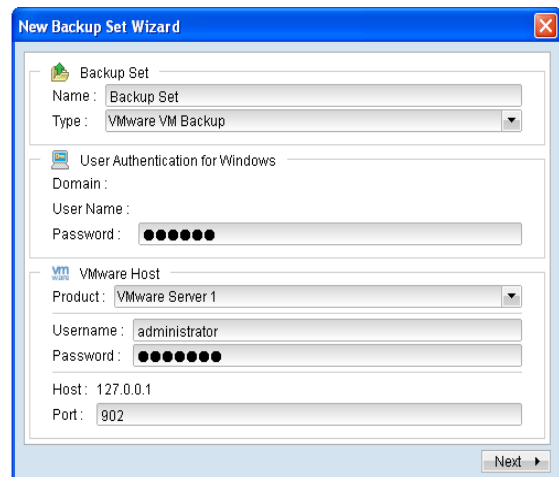 New Backup Set Wizard
Backup Set
Name : Backup Set
Type : VMware VM Backup
User Authentication for Windows
Domain :
User Name :
Password : ●●●●●●
vm
ware
VMware Host
Product : VMware Server 1
Username : administrator
Password : ●●●●●●●
Host : 127.0.0.1
Port : 902
Next